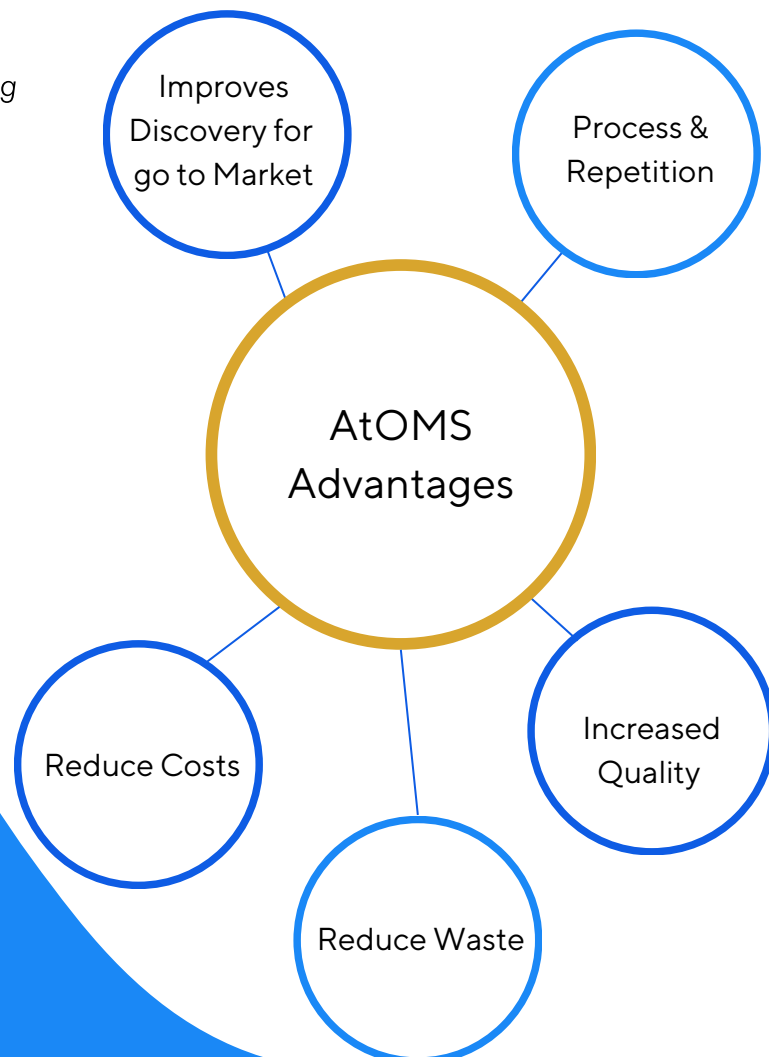 g
Improves
Discovery for
go to Market
Process &
Repetition
AtOMS
Advantages
Reduce Costs
Increased
Quality
Reduce Waste